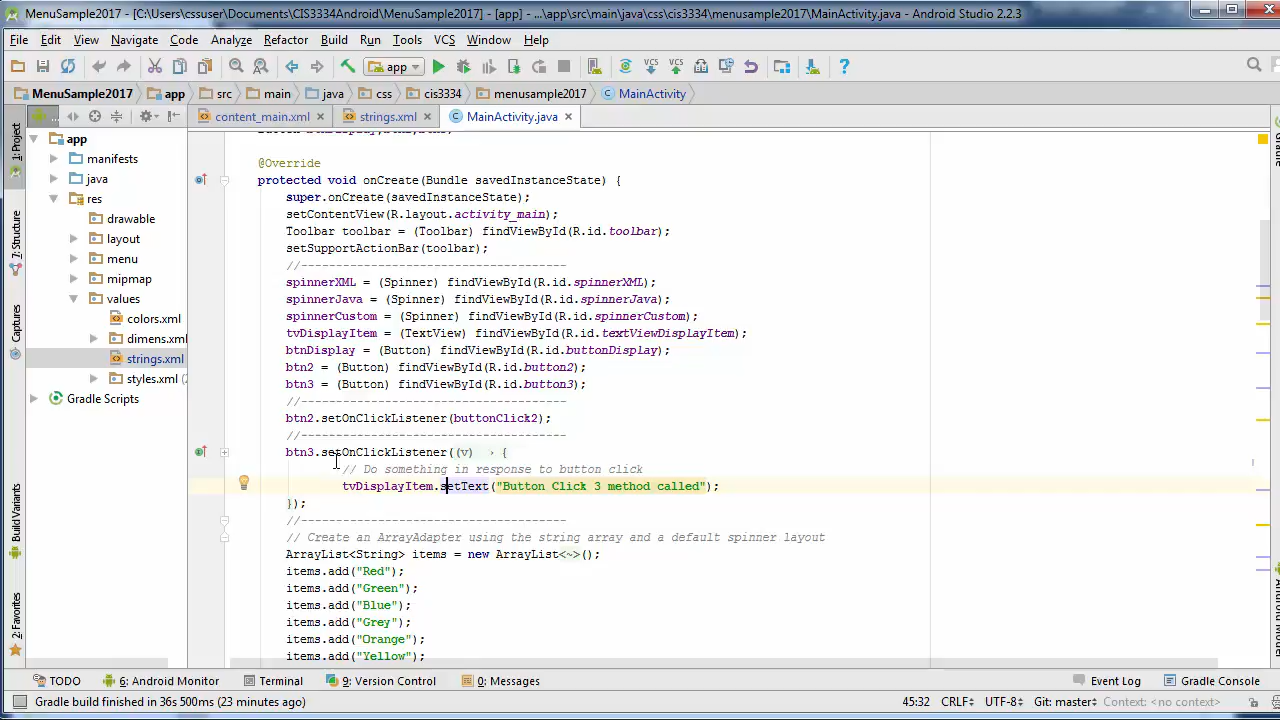 MenuSample2017 - [C:\Users\cssuser\Documents\CIS3334Android\MenuSample2017] - [app] - ...\app\src\main\java\css\cis3334\menusample2017\MainActivity.java - Android Studio 2.2.3
File Edit View Navigate Code Analyze Refactor Build Run Tools VCS Window Help
app
VCS VCS
MenuSample2017 app src main java css cis3334 menusample2017 MainActivity
content_main.xml strings.xml MainActivity.java
1: Project
7: Structure
Captures
Build Variants
2: Favorites
app
manifests
java
res
drawable
layout
menu
mipmap
values
colors.xml
dimens.xml
strings.xml
styles.xml (2
Gradle Scripts
@Override
protected void onCreate(Bundle savedInstanceState) {
super.onCreate(savedInstanceState);
setContentView(R.layout.activity_main);
Toolbar toolbar = (Toolbar) findViewById(R.id.toolbar);
setSupportActionBar(toolbar);
//--------------------------------------
spinnerXML = (Spinner) findViewById(R.id.spinnerXML);
spinnerJava = (Spinner) findViewById(R.id.spinnerJava);
spinnerCustom = (Spinner) findViewById(R.id.spinnerCustom);
tvDisplayItem = (TextView) findViewById(R.id.textViewDisplayItem);
btnDisplay = (Button) findViewById(R.id.buttonDisplay);
btn2 = (Button) findViewById(R.id.button2);
btn3 = (Button) findViewById(R.id.button3);
//--------------------------------------
btn2.setOnClickListener(buttonClick2);
//--------------------------------------
btn3.setOnClickListener((v) → {
// Do something in response to button click
tvDisplayItem.setText("Button Click 3 method called");
});
//--------------------------------------
// Create an ArrayAdapter using the string array and a default spinner layout
ArrayList<String> items = new ArrayList<~>();
items.add("Red");
items.add("Green");
items.add("Blue");
items.add("Grey");
items.add("Orange");
items.add("Yellow");
TODO 6: Android Monitor Terminal 9: Version Control 0: Messages Event Log Gradle Console
Gradle build finished in 36s 500ms (23 minutes ago) 45:32 CRLF÷ UTF-8÷ Git: master÷ Context: <no context>